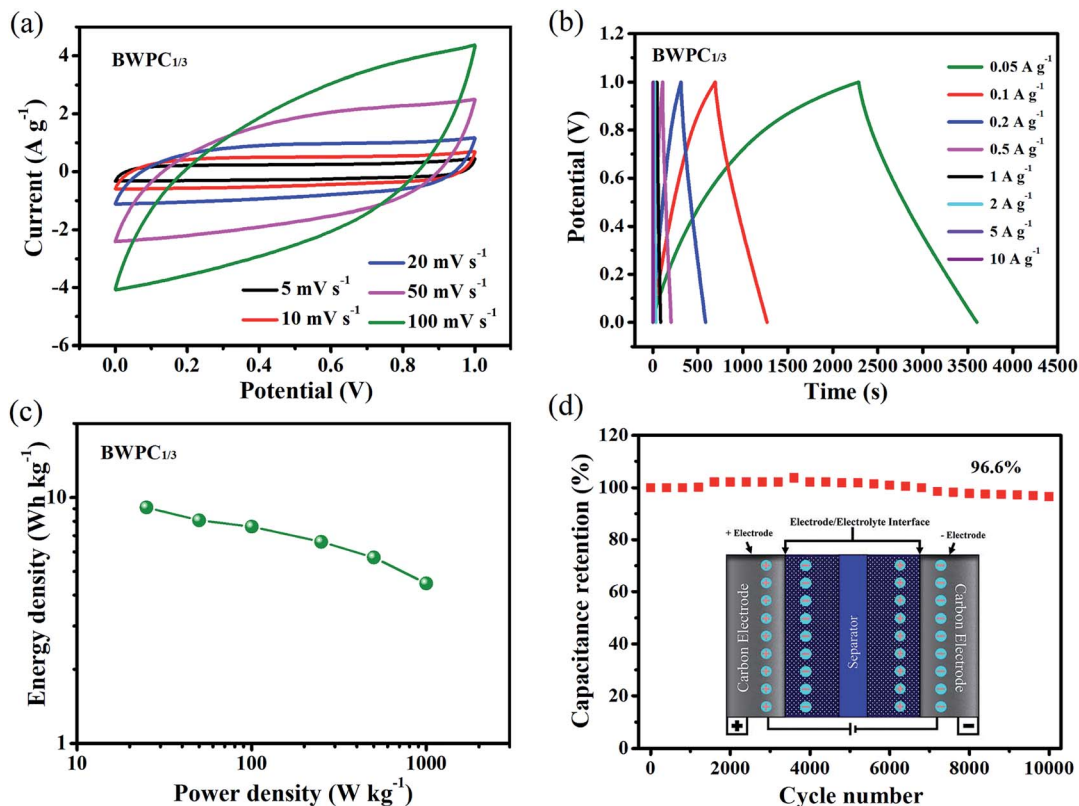 (a)
BWPC1/3
Current (A g-1)
4
2
0
-2
-4
-6
20 mV s-1
5 mV s-1
50 mV s-1
10 mV s-1
100 mV s-1
0.0 0.2 0.4 0.6 0.8 1.0
Potential (V)
(b)
BWPC1/3
Potential (V)
1.2
1.0
0.8
0.6
0.4
0.2
0.0
0.05 A g-1
0.1 A g-1
0.2 A g-1
0.5 A g-1
1 A g-1
2 A g-1
5 A g-1
10 A g-1
0 500 1000 1500 2000 2500 3000 3500 4000 4500
Time (s)
(c)
BWPC1/3
Energy density (Wh kg-1)
10
1
10 100 1000
Power density (W kg-1)
(d)
Capacitance retention (%)
120
100
80
60
40
20
0
96.6%
Electrode/Electrolyte Interface
+ Electrode
- Electrode
Carbon Electrode
Separator
Carbon Electrode
+
-
0 2000 4000 6000 8000 10000
Cycle number